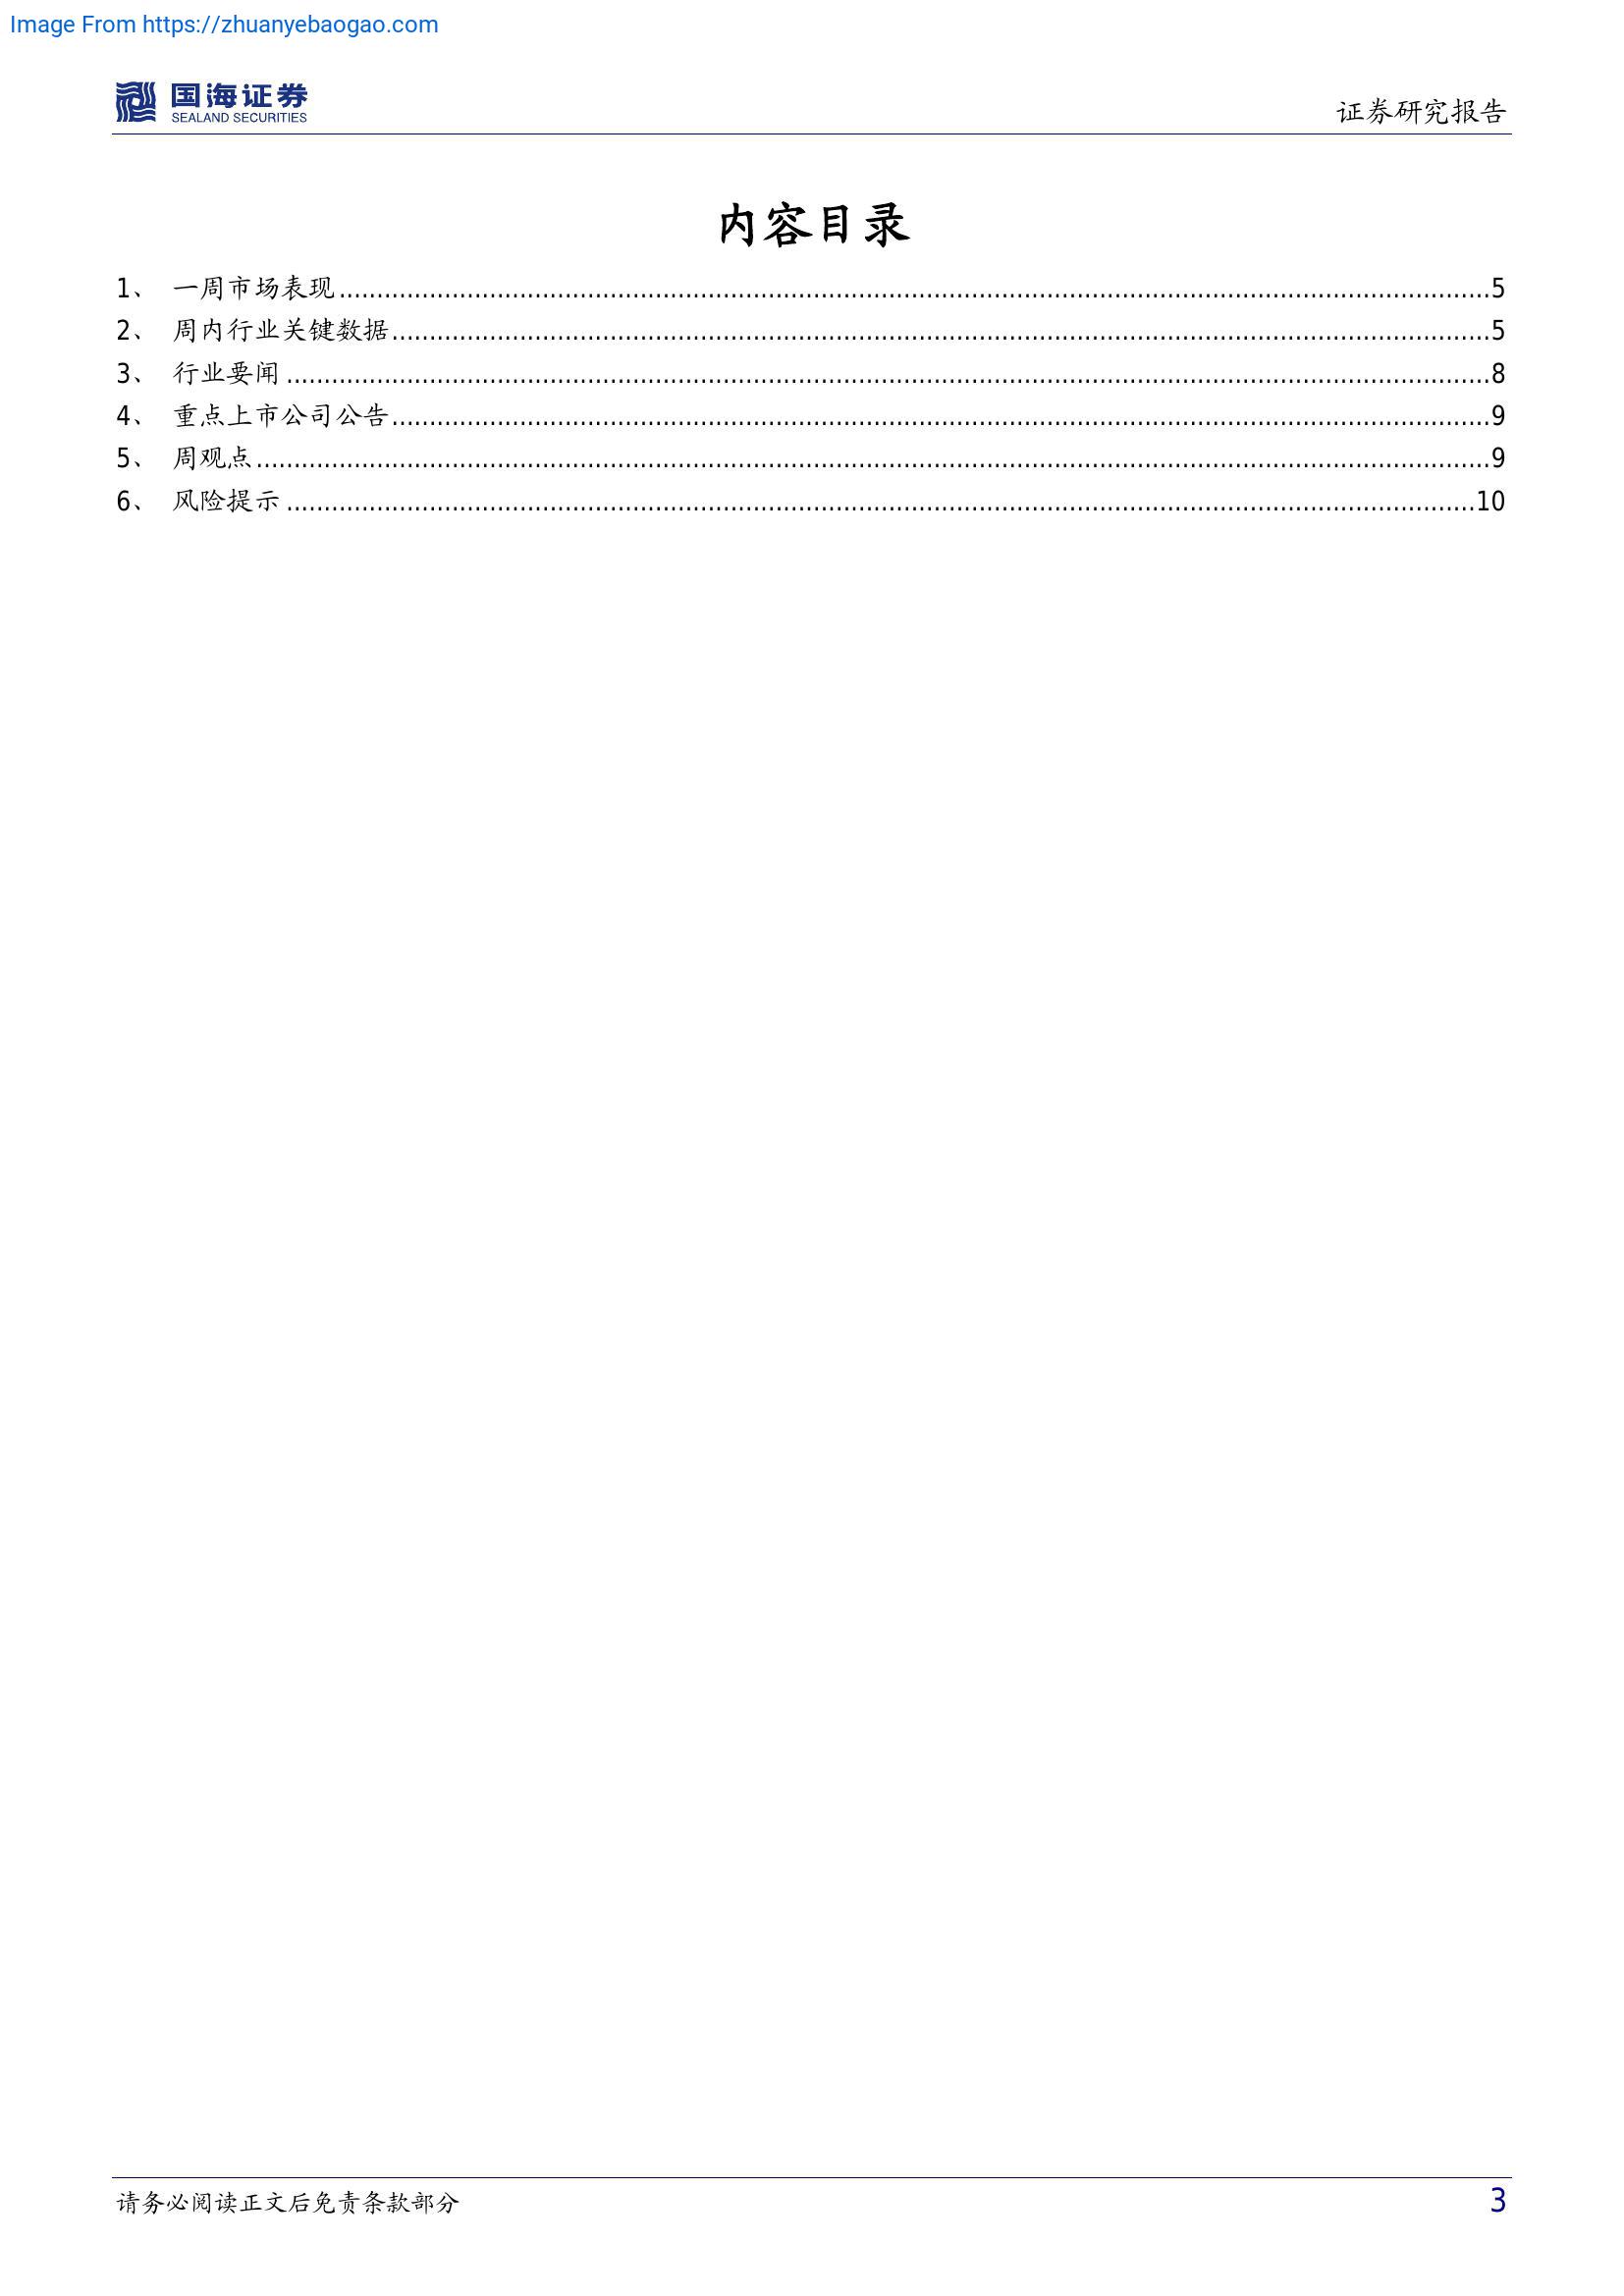 Image From https://zhuanyebaogao.com
国海证券
SEALAND SECURITIES
证券研究报告
内容目录
1、 一周市场表现 5
2、 周内行业关键数据 5
3、 行业要闻 8
4、 重点上市公司公告 9
5、 周观点 9
6、 风险提示 10
请务必阅读正文后免责条款部分 3